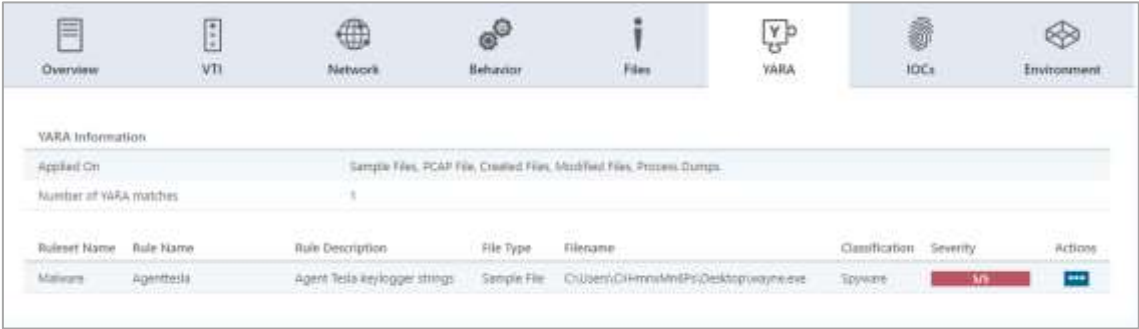 Overview VTI Network Behavior Files YARA IOCs Environment
YARA Information
Applied On Sample Files, PCAP File, Created Files, Modified Files, Process Dumps
Number of YARA matches 1
Ruleset Name Rule Name Rule Description File Type Filename Classification Severity Actions
Malware Agenttesla Agent Tesla keylogger strings Sample File Spyware 5/5